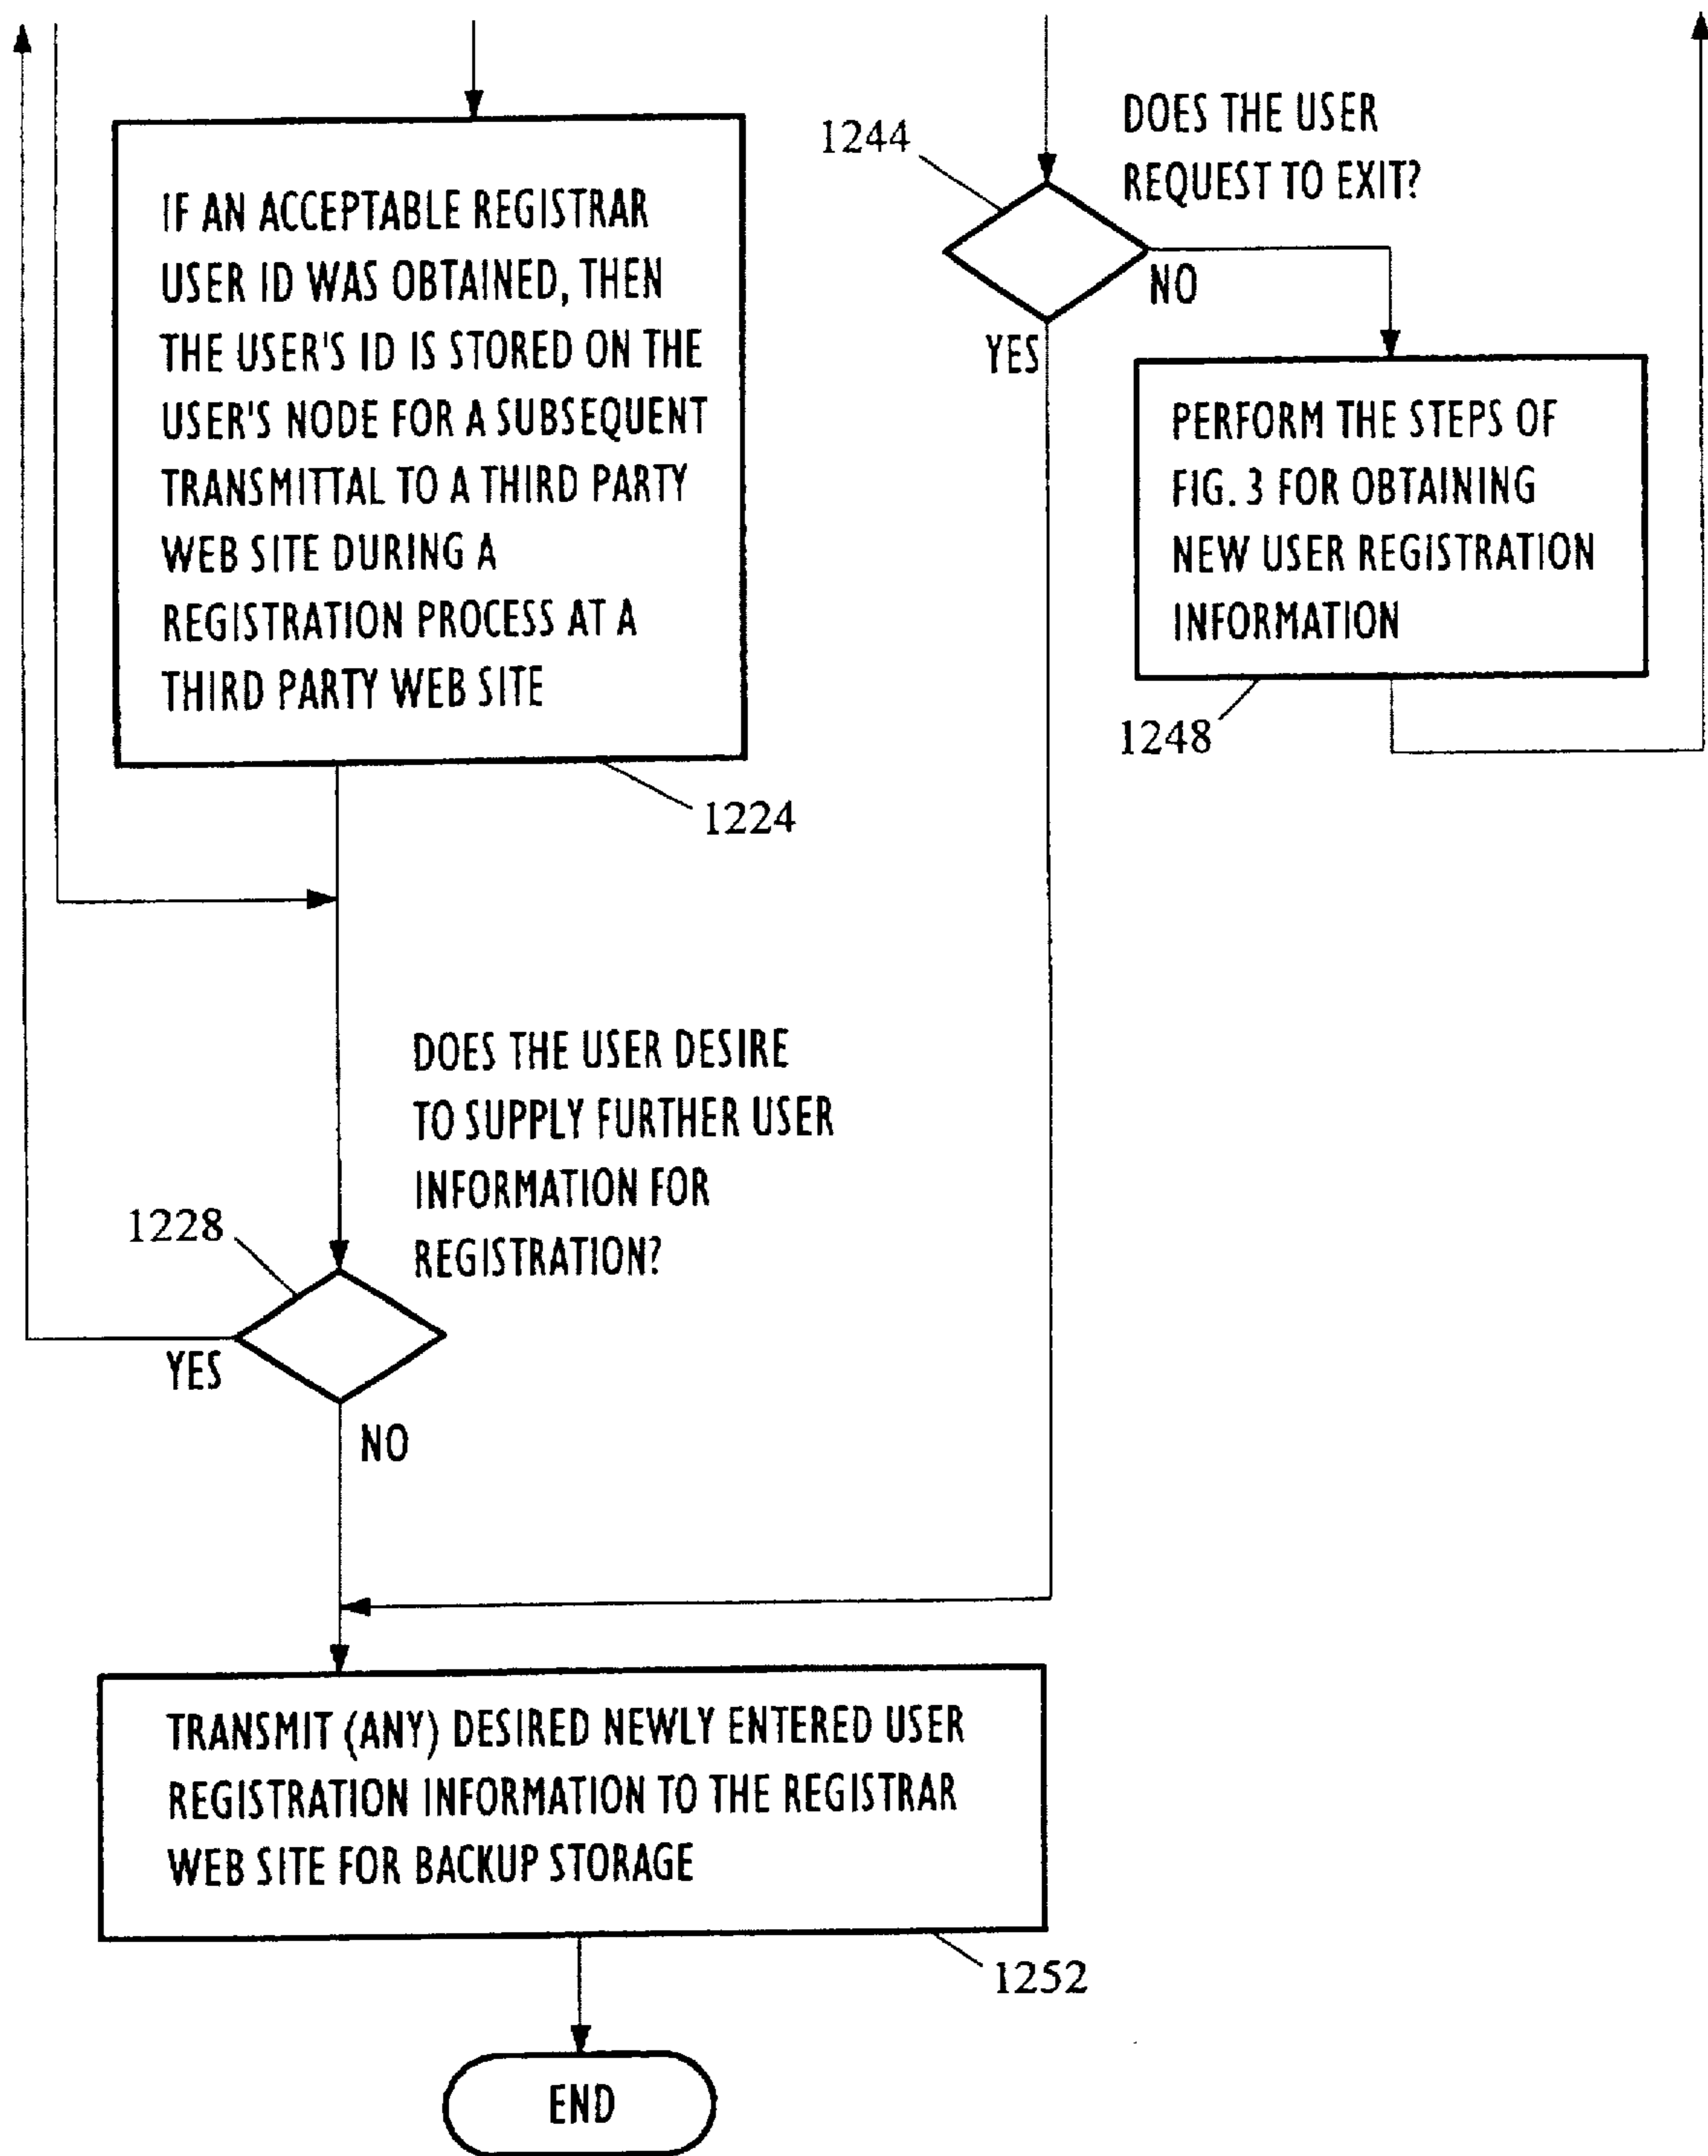 IF AN ACCEPTABLE REGISTRAR
USER ID WAS OBTAINED, THEN
THE USER'S ID IS STORED ON THE
USER'S NODE FOR A SUBSEQUENT
TRANSMITTAL TO A THIRD PARTY
WEB SITE DURING A
REGISTRATION PROCESS AT A
THIRD PARTY WEB SITE
1224
1244
DOES THE USER
REQUEST TO EXIT?
NO
YES
PERFORM THE STEPS OF
FIG. 3 FOR OBTAINING
NEW USER REGISTRATION
INFORMATION
1248
DOES THE USER DESIRE
TO SUPPLY FURTHER USER
INFORMATION FOR
REGISTRATION?
1228
YES
NO
TRANSMIT (ANY) DESIRED NEWLY ENTERED USER
REGISTRATION INFORMATION TO THE REGISTRAR
WEB SITE FOR BACKUP STORAGE
1252
END